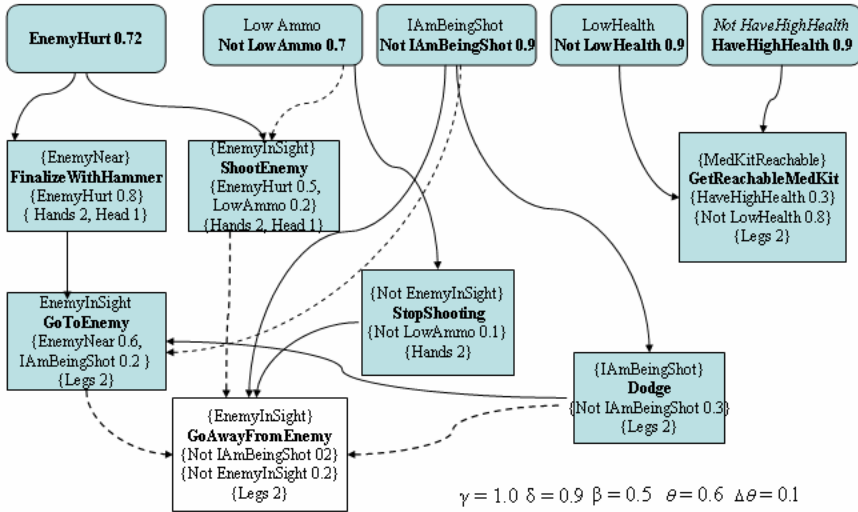 EnemyHurt 0.72
Low Ammo
Not LowAmmo 0.7
IAmBeingShot
Not IAmBeingShot 0.9
LowHealth
Not LowHealth 0.9
Not HaveHighHealth
HaveHighHealth 0.9
{EnemyNear}
FinalizeWithHammer
{EnemyHurt 0.8}
{ Hands 2, Head 1}
{EnemyInSight}
ShootEnemy
{EnemyHurt 0.5,
LowAmmo 0.2}
{Hands 2, Head 1}
{MedKitReachable}
GetReachableMedKit
{HaveHighHealth 0.3}
{Not LowHealth 0.8}
{Legs 2}
EnemyInSight
GoToEnemy
{EnemyNear 0.6,
IAmBeingShot 0.2 }
{Legs 2}
{Not EnemyInSight}
StopShooting
{Not LowAmmo 0.1}
{Hands 2}
{IAmBeingShot}
Dodge
{Not IAmBeingShot 0.3}
{Legs 2}
{EnemyInSight}
GoAwayFromEnemy
{Not IAmBeingShot 02}
{Not EnemyInSight 0.2}
{Legs 2}
γ = 1.0 δ = 0.9 β = 0.5 θ = 0.6 Δθ = 0.1